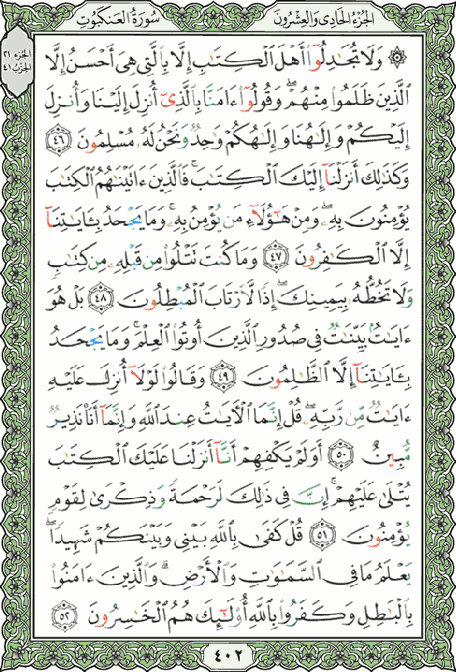 سُورَةُ العَنكَبُوتِ
الجُزْءُ الحَادِى وَالعِشْرُونَ
الجزء ٢١
الحزب ٤١
۞ وَلَا تُجَٰدِلُوٓا۟ أَهْلَ ٱلْكِتَٰبِ إِلَّا بِٱلَّتِى هِىَ أَحْسَنُ إِلَّا
ٱلَّذِينَ ظَلَمُوا۟ مِنْهُمْ ۖ وَقُولُوٓا۟ ءَامَنَّا بِٱلَّذِىٓ أُنزِلَ إِلَيْنَا وَأُنزِلَ
إِلَيْكُمْ وَإِلَٰهُنَا وَإِلَٰهُكُمْ وَٰحِدٌ وَنَحْنُ لَهُۥ مُسْلِمُونَ ٤٦
وَكَذَٰلِكَ أَنزَلْنَآ إِلَيْكَ ٱلْكِتَٰبَ ۚ فَٱلَّذِينَ ءَاتَيْنَٰهُمُ ٱلْكِتَٰبَ
يُؤْمِنُونَ بِهِۦ ۖ وَمِنْ هَٰٓؤُلَآءِ مَن يُؤْمِنُ بِهِۦ ۚ وَمَا يَجْحَدُ بِـَٔايَٰتِنَآ
إِلَّا ٱلْكَٰفِرُونَ ٤٧ وَمَا كُنتَ تَتْلُوا۟ مِن قَبْلِهِۦ مِن كِتَٰبٍ
وَلَا تَخُطُّهُۥ بِيَمِينِكَ ۖ إِذًا لَّٱرْتَابَ ٱلْمُبْطِلُونَ ٤٨ بَلْ هُوَ
ءَايَٰتٌۢ بَيِّنَٰتٌ فِى صُدُورِ ٱلَّذِينَ أُوتُوا۟ ٱلْعِلْمَ ۚ وَمَا يَجْحَدُ
بِـَٔايَٰتِنَآ إِلَّا ٱلظَّٰلِمُونَ ٤٩ وَقَالُوا۟ لَوْلَآ أُنزِلَ عَلَيْهِ
ءَايَٰتٌ مِّن رَّبِّهِۦ ۖ قُلْ إِنَّمَا ٱلْـَٔايَٰتُ عِندَ ٱللَّهِ وَإِنَّمَآ أَنَا۠ نَذِيرٌ
مُّبِينٌ ٥٠ أَوَلَمْ يَكْفِهِمْ أَنَّآ أَنزَلْنَا عَلَيْكَ ٱلْكِتَٰبَ
يُتْلَىٰ عَلَيْهِمْ ۚ إِنَّ فِى ذَٰلِكَ لَرَحْمَةً وَذِكْرَىٰ لِقَوْمٍ
يُؤْمِنُونَ ٥١ قُلْ كَفَىٰ بِٱللَّهِ بَيْنِى وَبَيْنَكُمْ شَهِيدًا ۖ
يَعْلَمُ مَا فِى ٱلسَّمَٰوَٰتِ وَٱلْأَرْضِ ۗ وَٱلَّذِينَ ءَامَنُوا۟
بِٱلْبَٰطِلِ وَكَفَرُوا۟ بِٱللَّهِ أُو۟لَٰٓئِكَ هُمُ ٱلْخَٰسِرُونَ ٥٢
٤٠٢